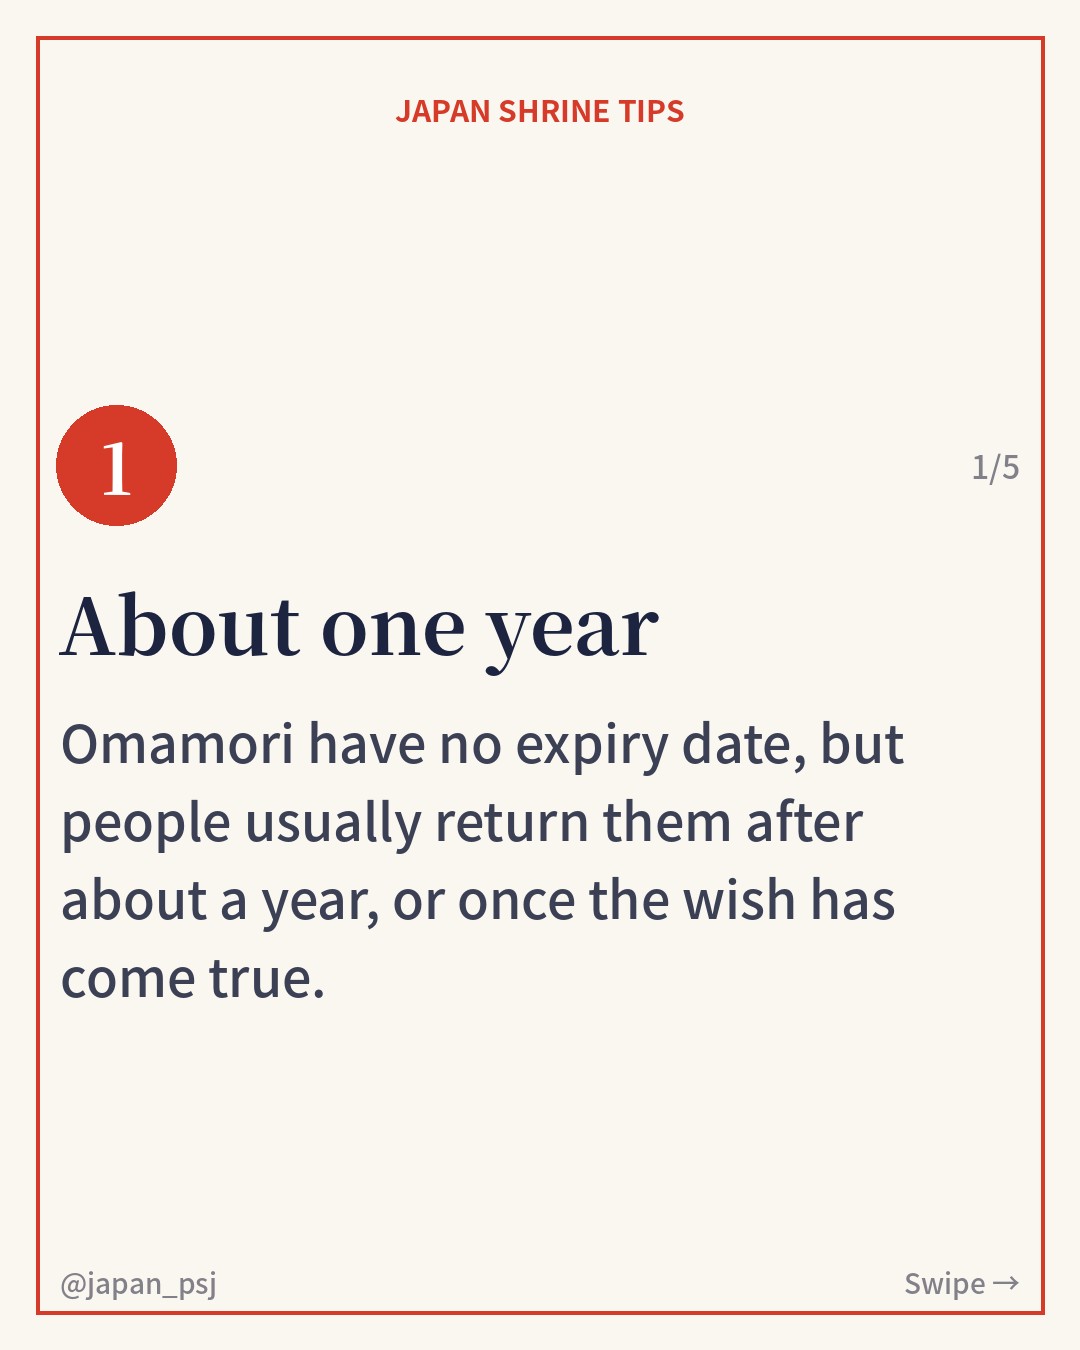 JAPAN SHRINE TIPS
1
1/5
About one year
Omamori have no expiry date, but
people usually return them after
about a year, or once the wish has
come true.
@japan_psj
Swipe →